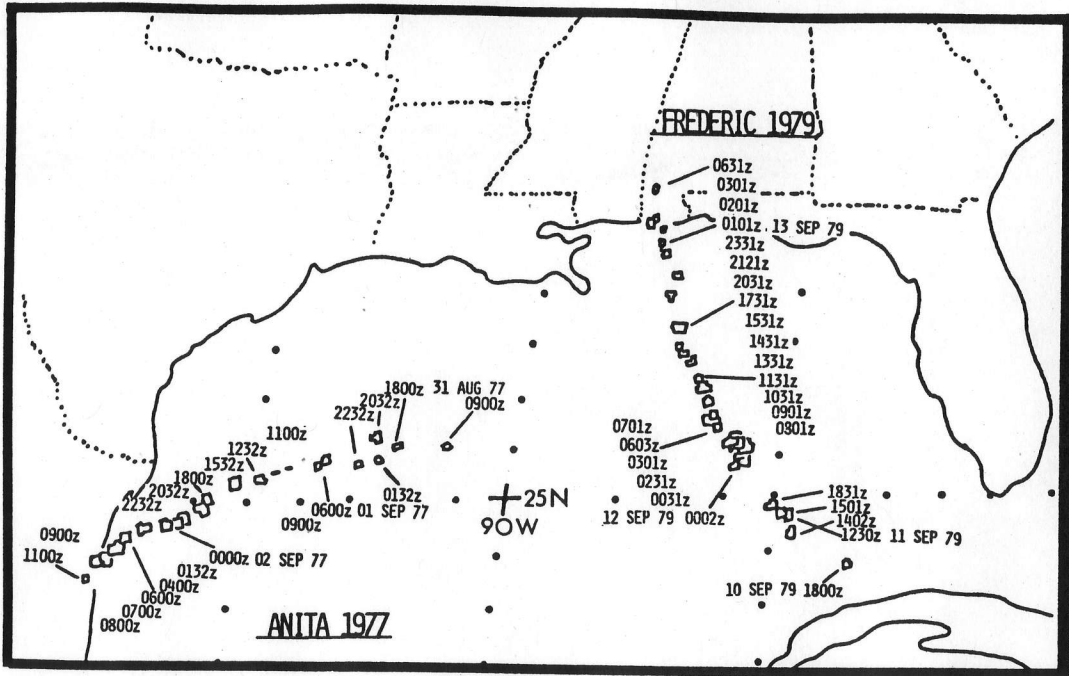 FREDERIC 1979
0631z
0301z
0201z
0101z. 13 SEP 79
2331z
2121z
2031z
1731z
1531z
1431z
1331z
1131z
1031z
0901z
0801z
0701z
0603z
0301z
0231z
0031z
12 SEP 79 0002z
1831z
1501z
1402z
1230z 11 SEP 79
10 SEP 79 1800z
1800z 31 AUG 77
0900z
2032z
2232z
0132z
1100z
0600z 01 SEP 77
0900z
1232z
1532z
1800z
2032z
2232z
0000z 02 SEP 77
0132z
0400z
0600z
0700z
0800z
0900z
1100z
25N
90W
ANITA 1977